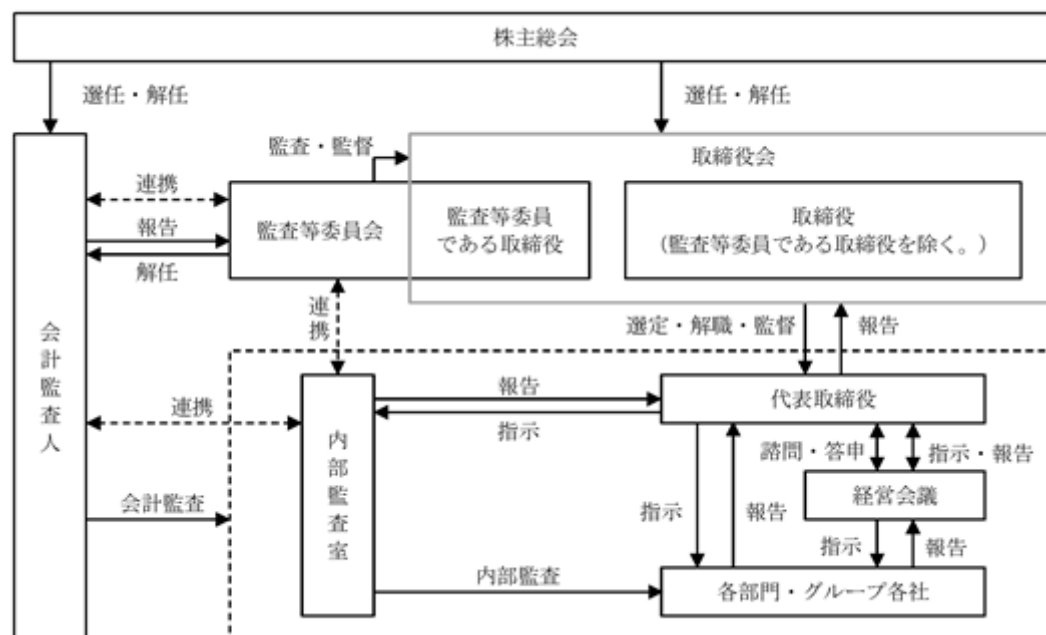 株主総会
選任・解任
選任・解任
監査・監督
取締役会
連携
報告
解任
監査等委員会
監査等委員
である取締役
取締役
(監査等委員である取締役を除く。)
連携
選定・解職・監督
報告
会計監査人
連携
内部監査室
報告
指示
代表取締役
諮問・答申
指示・報告
経営会議
会計監査
指示
報告
指示
報告
内部監査
各部門・グループ各社